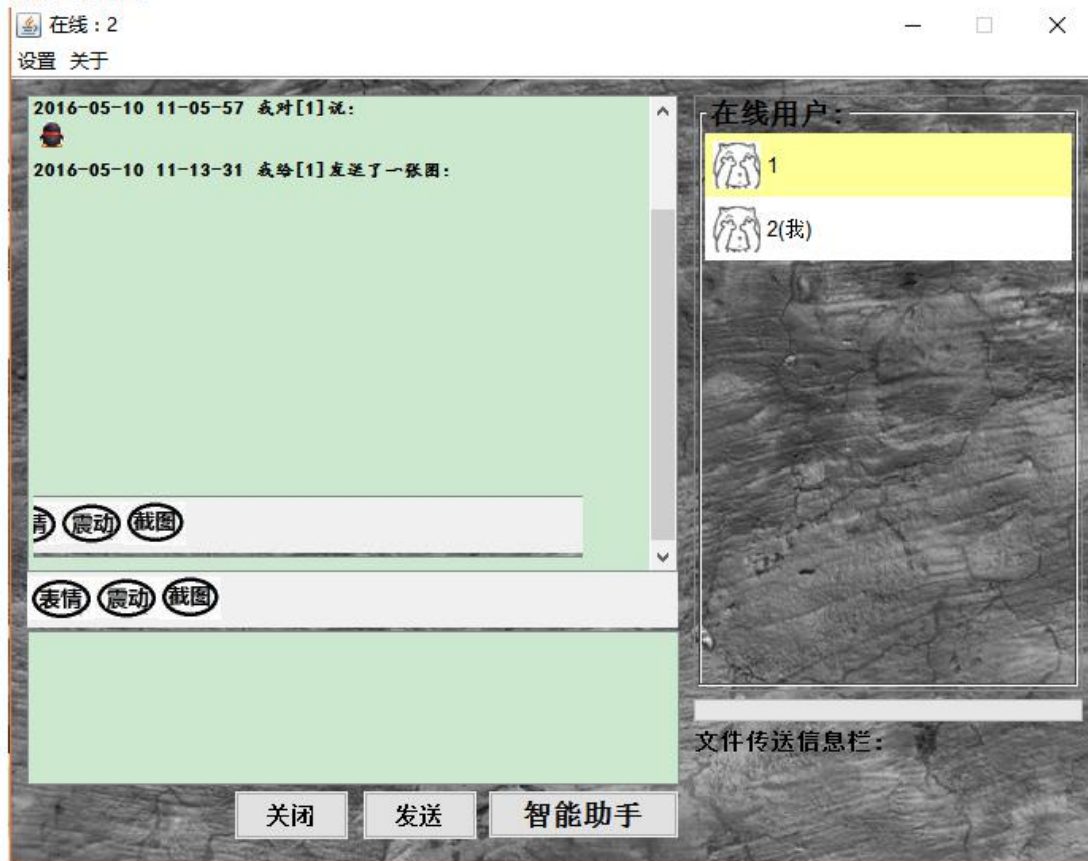 在线：2
设置 关于
2016-05-10 11-05-57 我对[1]说：
2016-05-10 11-13-31 我给[1]发送了一张图：
情 震动 截图
表情 震动 截图
关闭 发送 智能助手
在线用户：
1
2(我)
文件传送信息栏：